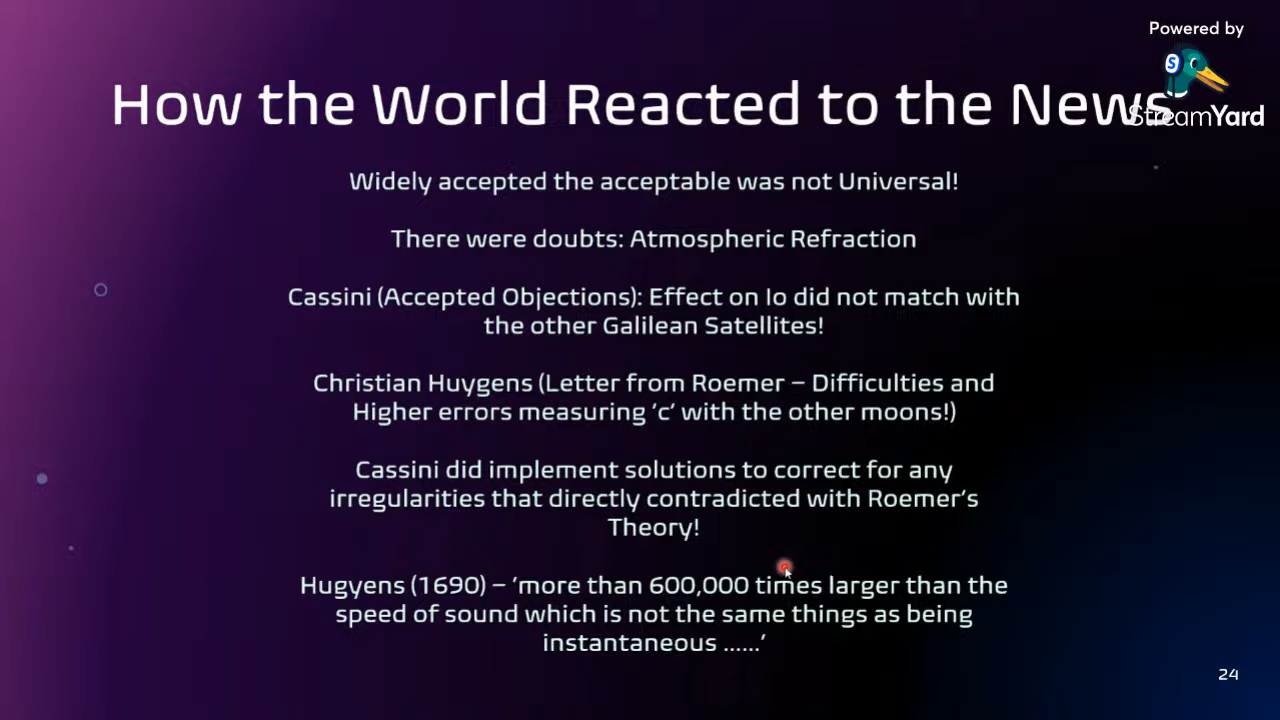 Powered by
StreamYard
How the World Reacted to the News
Widely accepted the acceptable was not Universal!
There were doubts: Atmospheric Refraction
Cassini (Accepted Objections): Effect on Io did not match with
the other Galilean Satellites!
Christian Huygens (Letter from Roemer – Difficulties and
Higher errors measuring ‘c’ with the other moons!)
Cassini did implement solutions to correct for any
irregularities that directly contradicted with Roemer’s
Theory!
Hugyens (1690) – ‘more than 600,000 times larger than the
speed of sound which is not the same things as being
instantaneous ......’
24